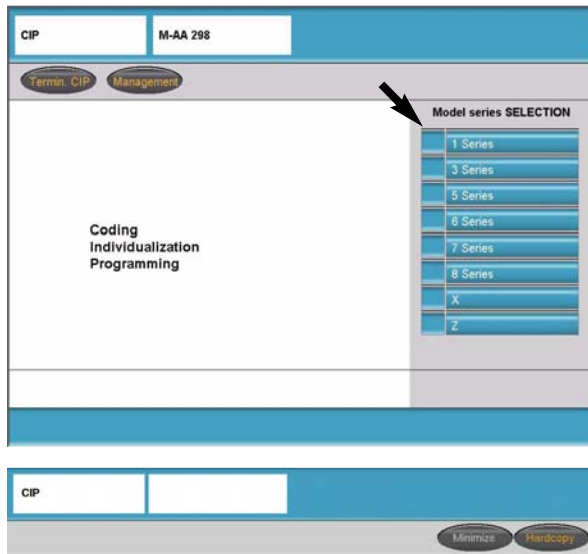 CIP
M-AA 298
Termin. CIP
Management
Model series SELECTION
1 Series
3 Series
5 Series
6 Series
7 Series
8 Series
X
Z
Coding
Individualization
Programming
CIP
Minimize
Hardcopy